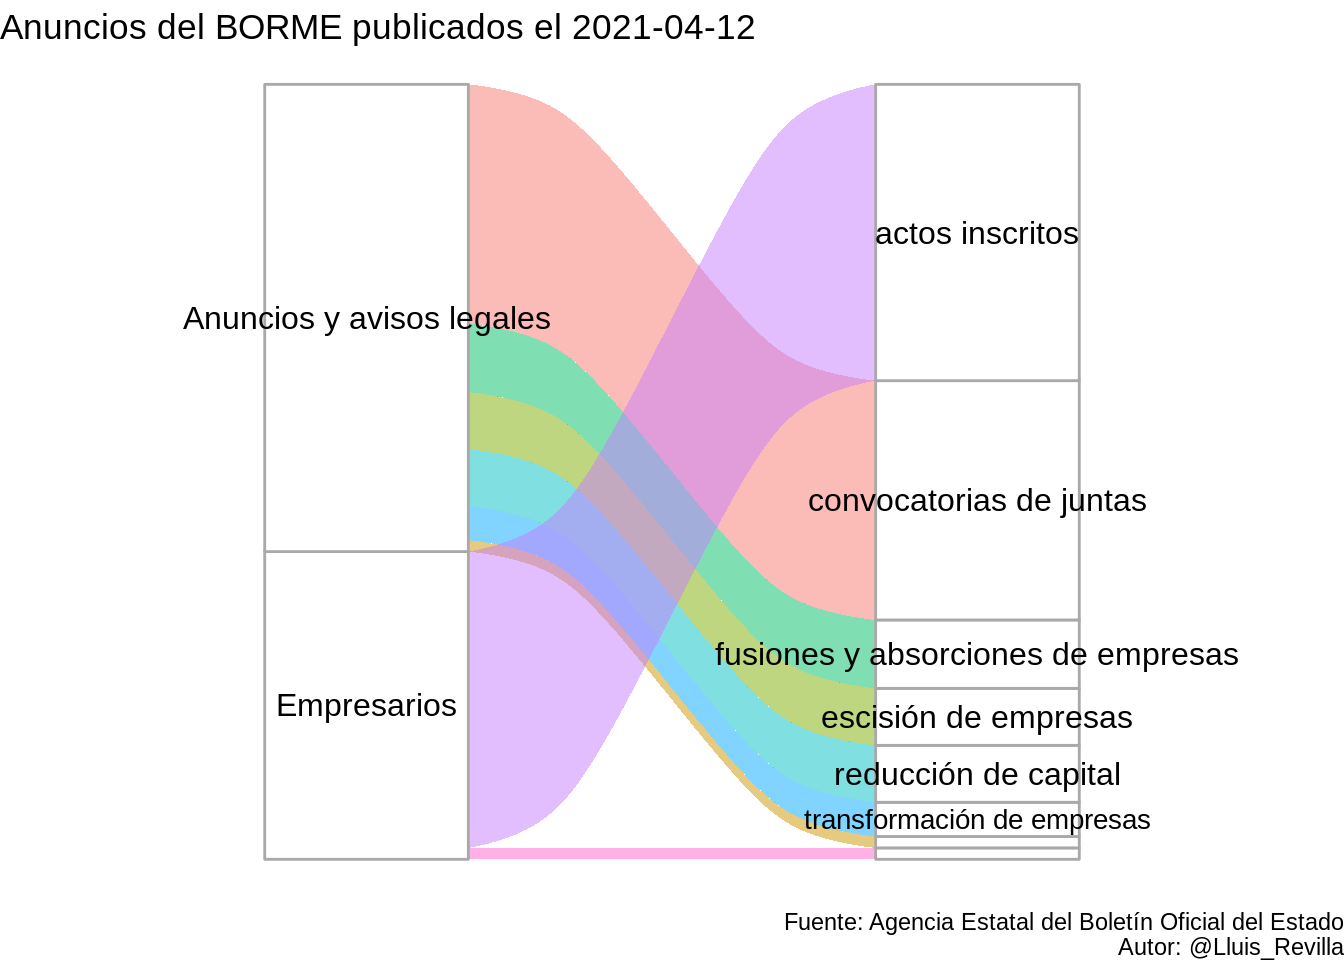 Anuncios del BORME publicados el 2021-04-12
actos inscritos
Anuncios y avisos legales
convocatorias de juntas
fusiones y absorciones de empresas
Empresarios
escisión de empresas
reducción de capital
transformación de empresas
Fuente: Agencia Estatal del Boletín Oficial del Estado
Autor: @Lluis_Revilla